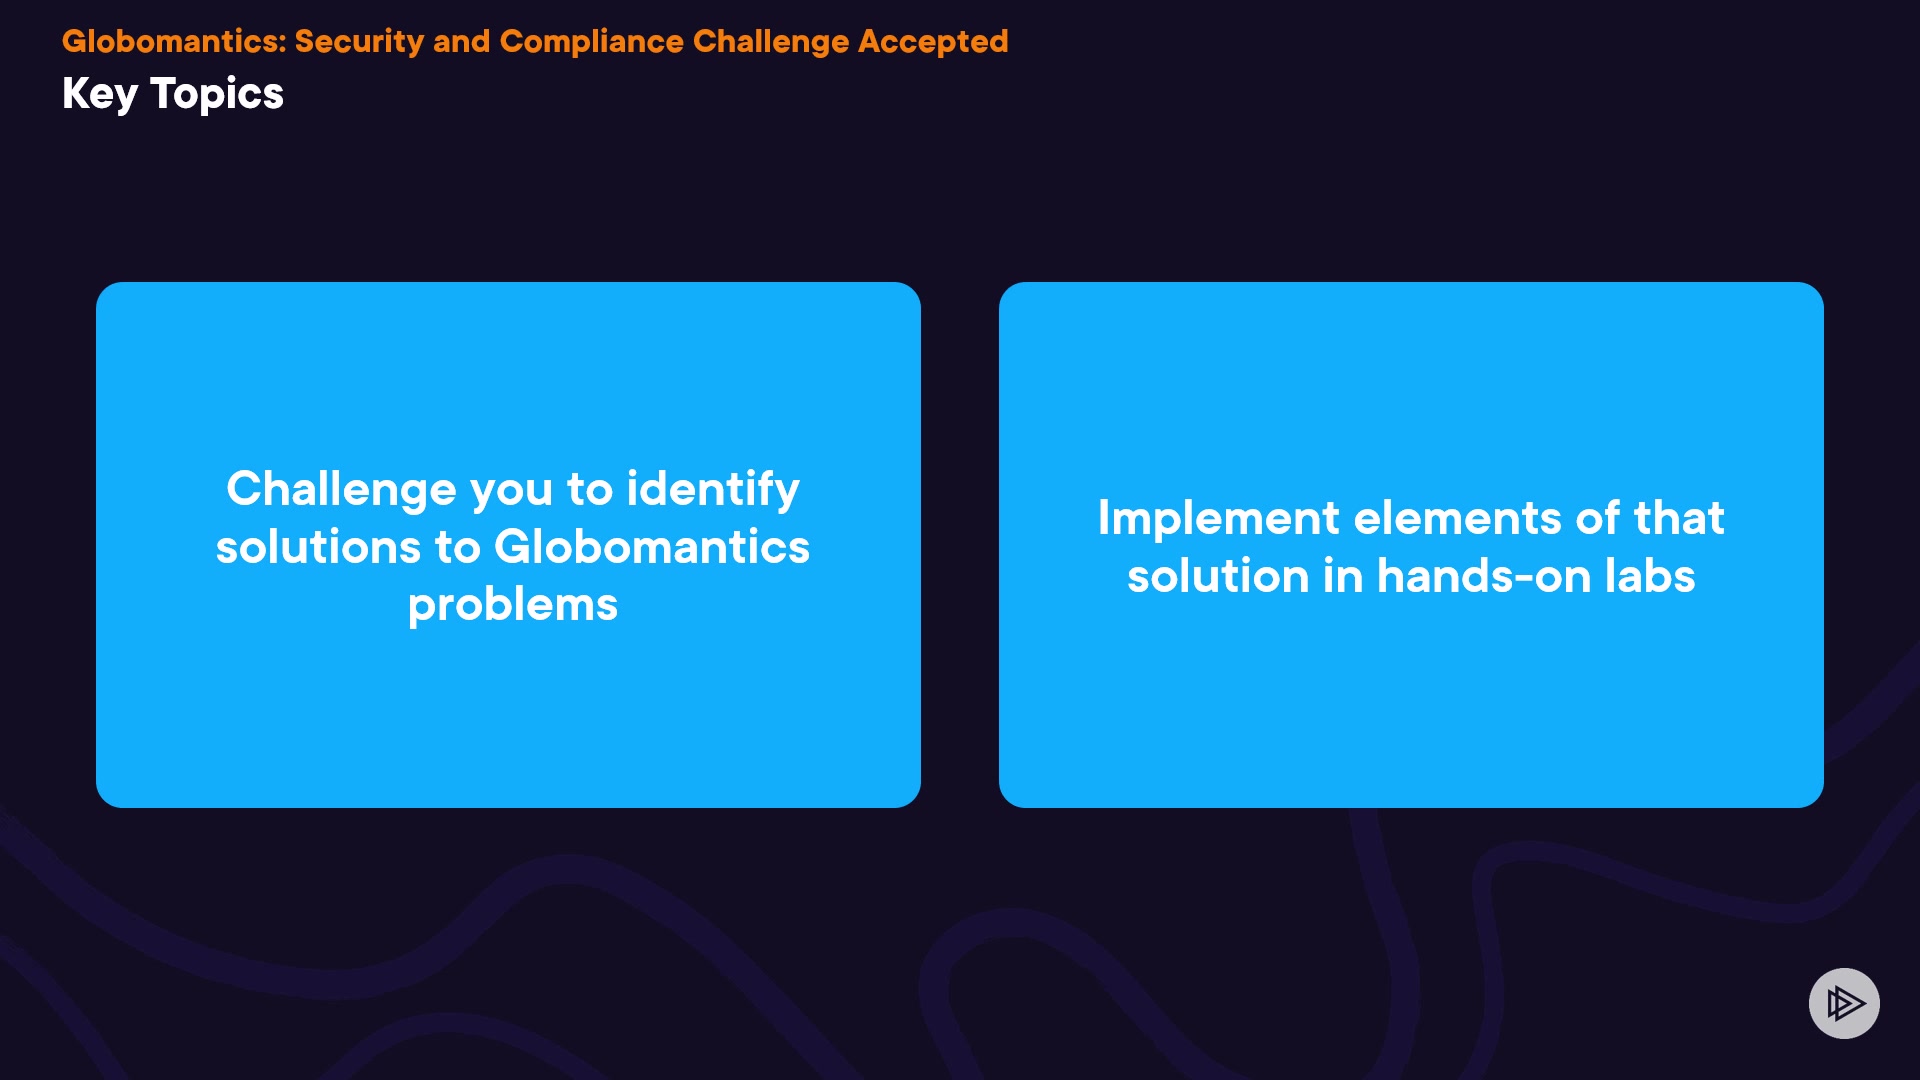 Globomantics: Security and Compliance Challenge Accepted
Key Topics
Challenge you to identify
solutions to Globomantics
problems
Implement elements of that
solution in hands-on labs